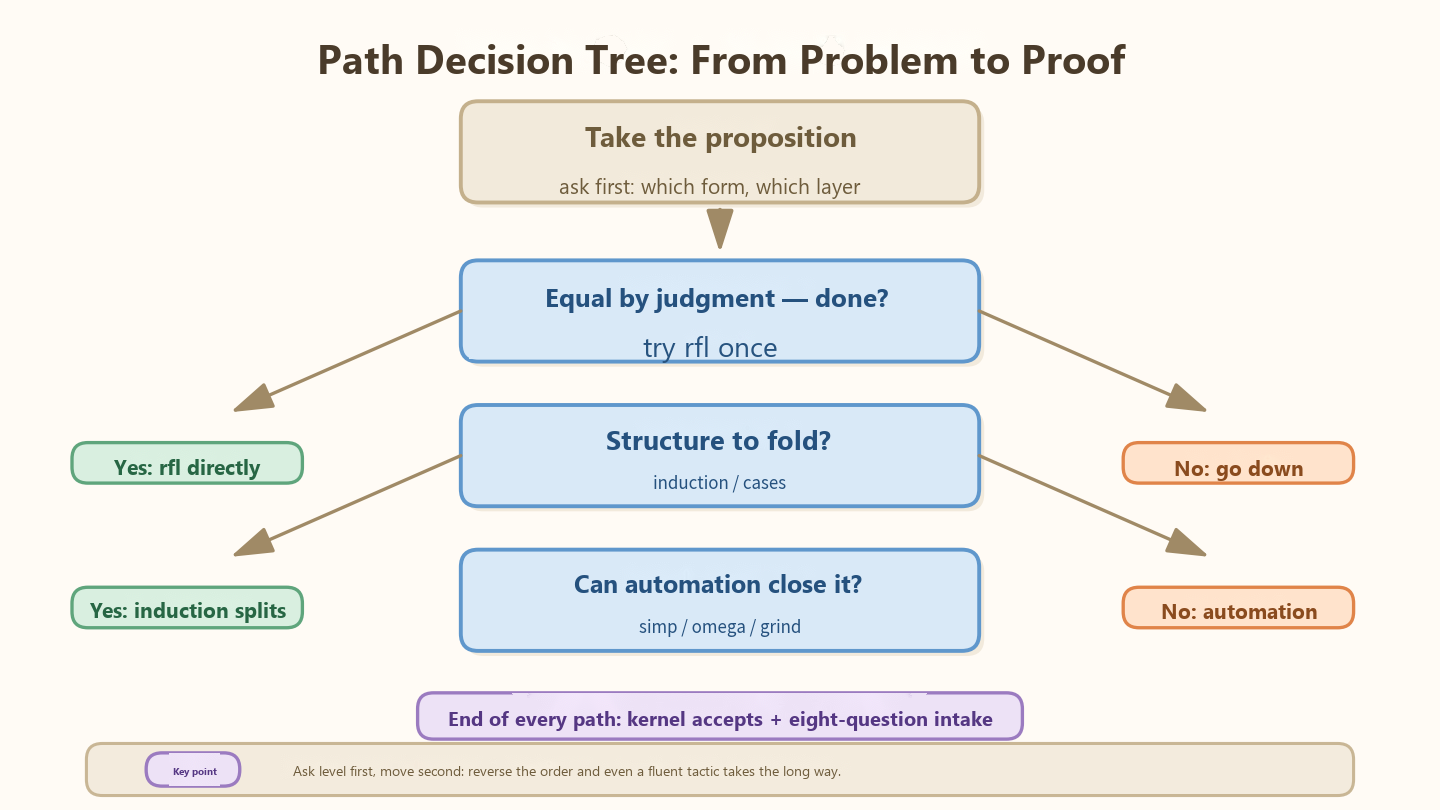 Path Decision Tree: From Problem to Proof
Take the proposition
ask first: which form, which layer
Equal by judgment — done?
try rfl once
Structure to fold?
induction / cases
Yes: rfl directly
No: go down
Can automation close it?
simp / omega / grind
Yes: induction splits
No: automation
End of every path: kernel accepts + eight-question intake
Key point
Ask level first, move second: reverse the order and even a fluent tactic takes the long way.